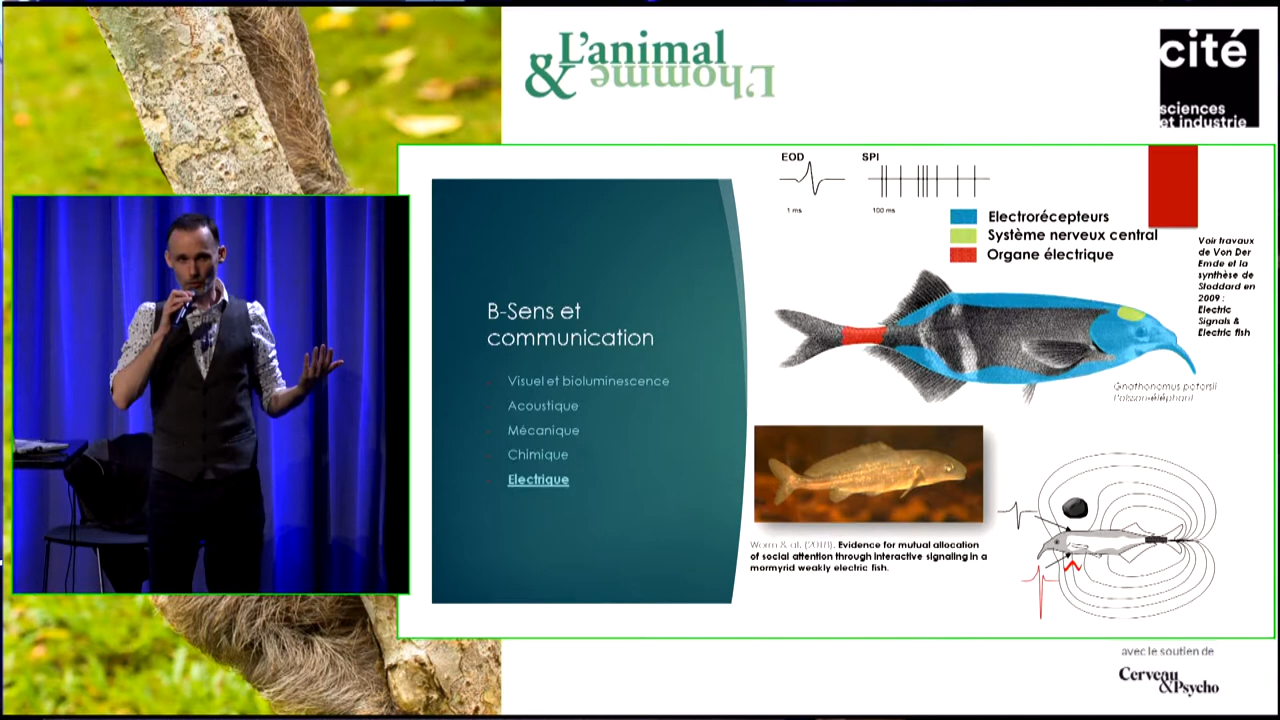 L'animal
& L'homme
cité
sciences
et industrie
B-Sens et
communication
Visuel et bioluminescence
Acoustique
Mécanique
Chimique
Electrique
EOD
SPI
1 ms
100 ms
Electrorécepteurs
Système nerveux central
Organe électrique
Voir travaux
de Von Der
Emde et la
synthèse de
Stoddard en
2009 :
Electric
Signals &
Electric fish
Gnathonemus petersii
Poisson-éléphant
Worm & al. (2018). Evidence for mutual allocation
of social attention through interactive signaling in a
mormyrid weakly electric fish.
avec le soutien de
Cerveau
&Psycho